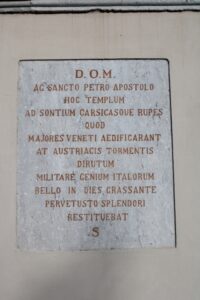 D.O.M.
AC SANCTO PETRO APOSTOLO
HOC TEMPLUM
AD SONTIUM CARSICASQUE RUPES
QUOD
MAJORES VENETI AEDIFICARANT
AT AUSTRIACIS TORMENTIS
DIRUTUM
MILITARE GENIUM ITALORUM
BELLO IN DIES GRASSANTE
PERVETUSTO SPLENDORI
RESTITUEBAT
.S